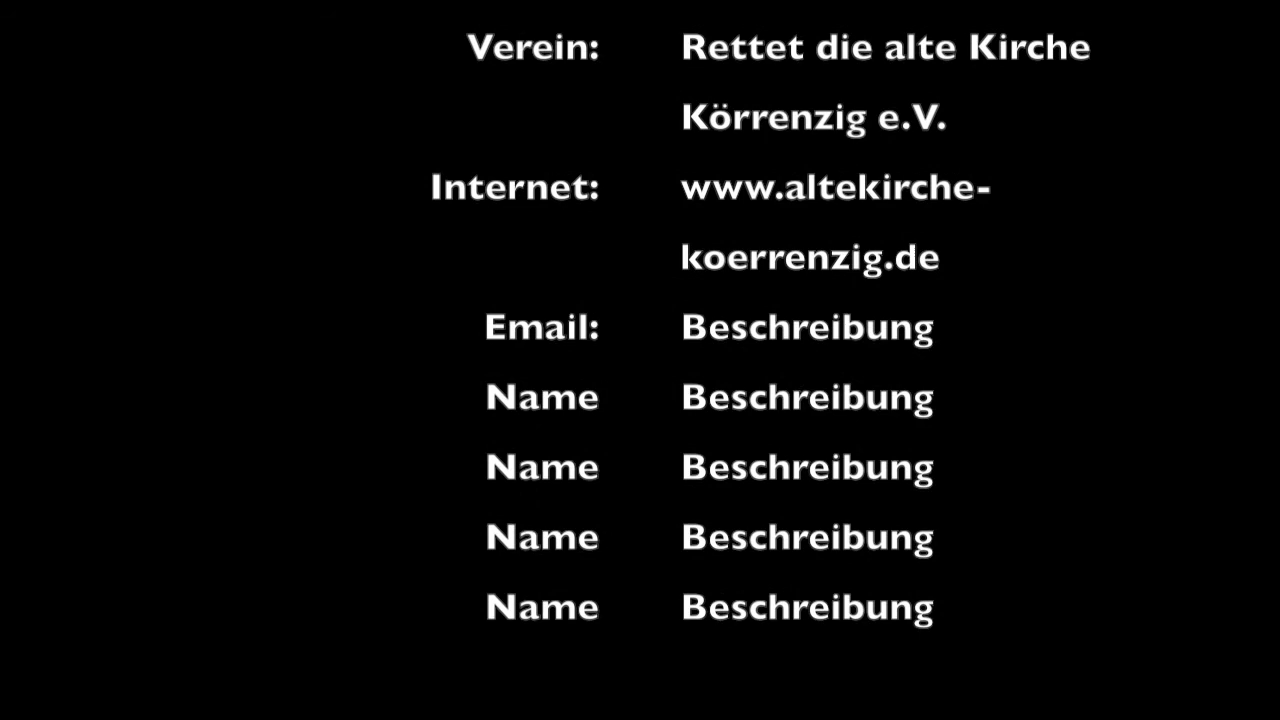 Verein: Rettet die alte Kirche
Körrenzig e.V.
Internet: www.altekirche-
koerrenzig.de
Email: Beschreibung
Name Beschreibung
Name Beschreibung
Name Beschreibung
Name Beschreibung